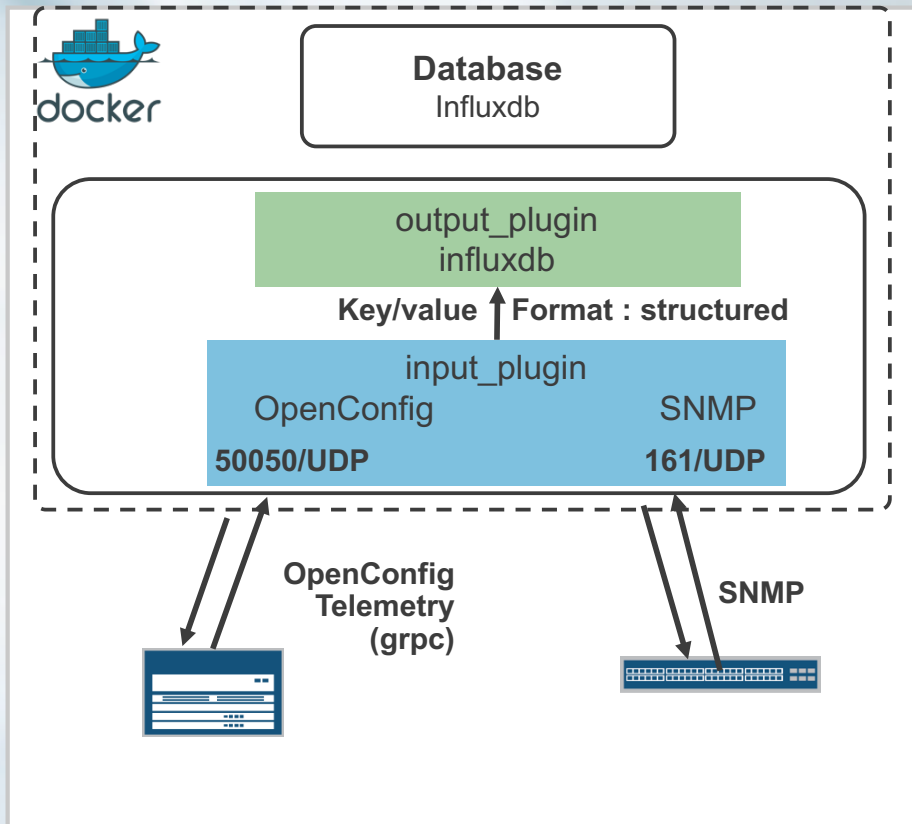 docker
Database
Influxdb
output_plugin
influxdb
Key/value Format : structured
input_plugin
OpenConfig SNMP
50050/UDP 161/UDP
OpenConfig
Telemetry
(grpc)
SNMP